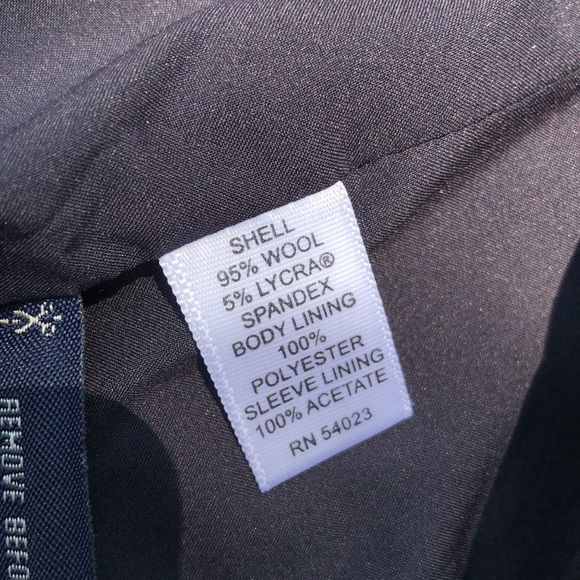 SHELL
95% WOOL
5% LYCRA®
SPANDEX
BODY LINING
100%
POLYESTER
SLEEVE LINING
100% ACETATE
RN 54023
REMOVE BEFO